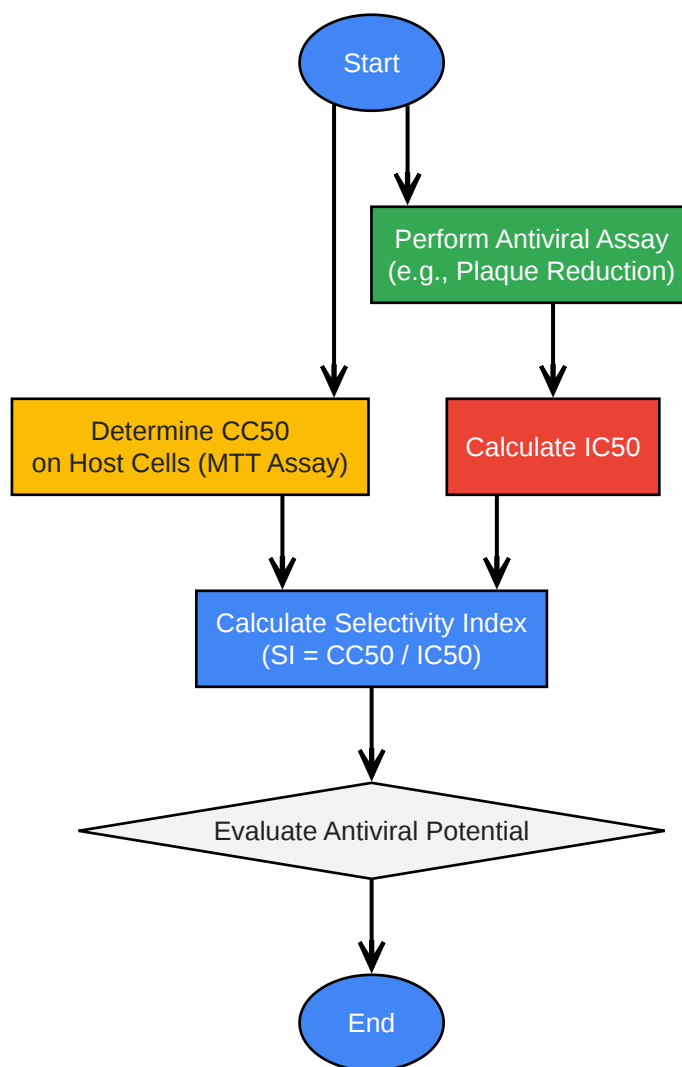 Start
Perform Antiviral Assay
(e.g., Plaque Reduction)
Determine CC50
on Host Cells (MTT Assay)
Calculate IC50
Calculate Selectivity Index
(SI = CC50 / IC50)
Evaluate Antiviral Potential
End